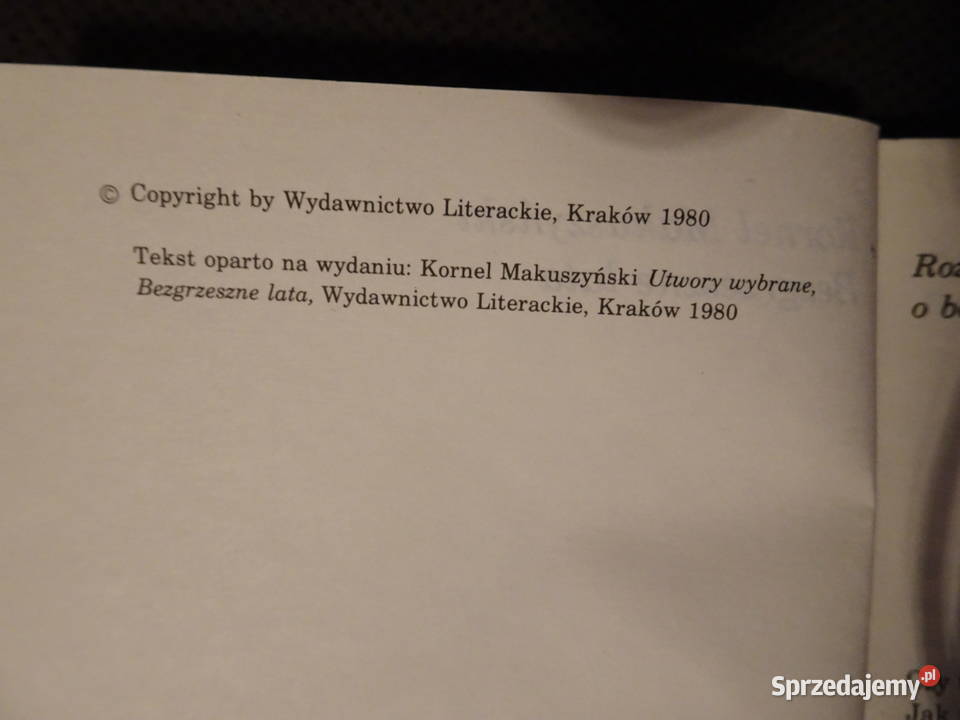 © Copyright by Wydawnictwo Literackie, Kraków 1980
Tekst oparto na wydaniu: Kornel Makuszyński Utwory wybrane,
Bezgrzeszne lata, Wydawnictwo Literackie, Kraków 1980
o
Jak
Sprzedajemy.pl